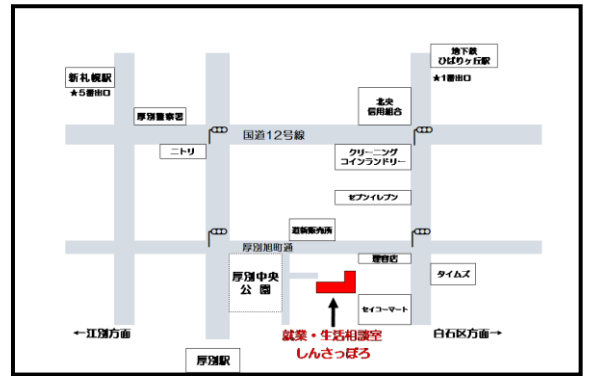 地下鉄
ひばりヶ丘駅
★1番出口
新札幌駅
★5番出口
北央
信用組合
厚別警察署
国道12号線
ニトリ
クリーニング
コインランドリー
セブンイレブン
道新販売所
厚別旭町通
理容店
厚別中央
公園
タイムズ
セイコーマート
←江別方面
就業・生活相談室
しんさっぽろ
白石区方面→
厚別駅